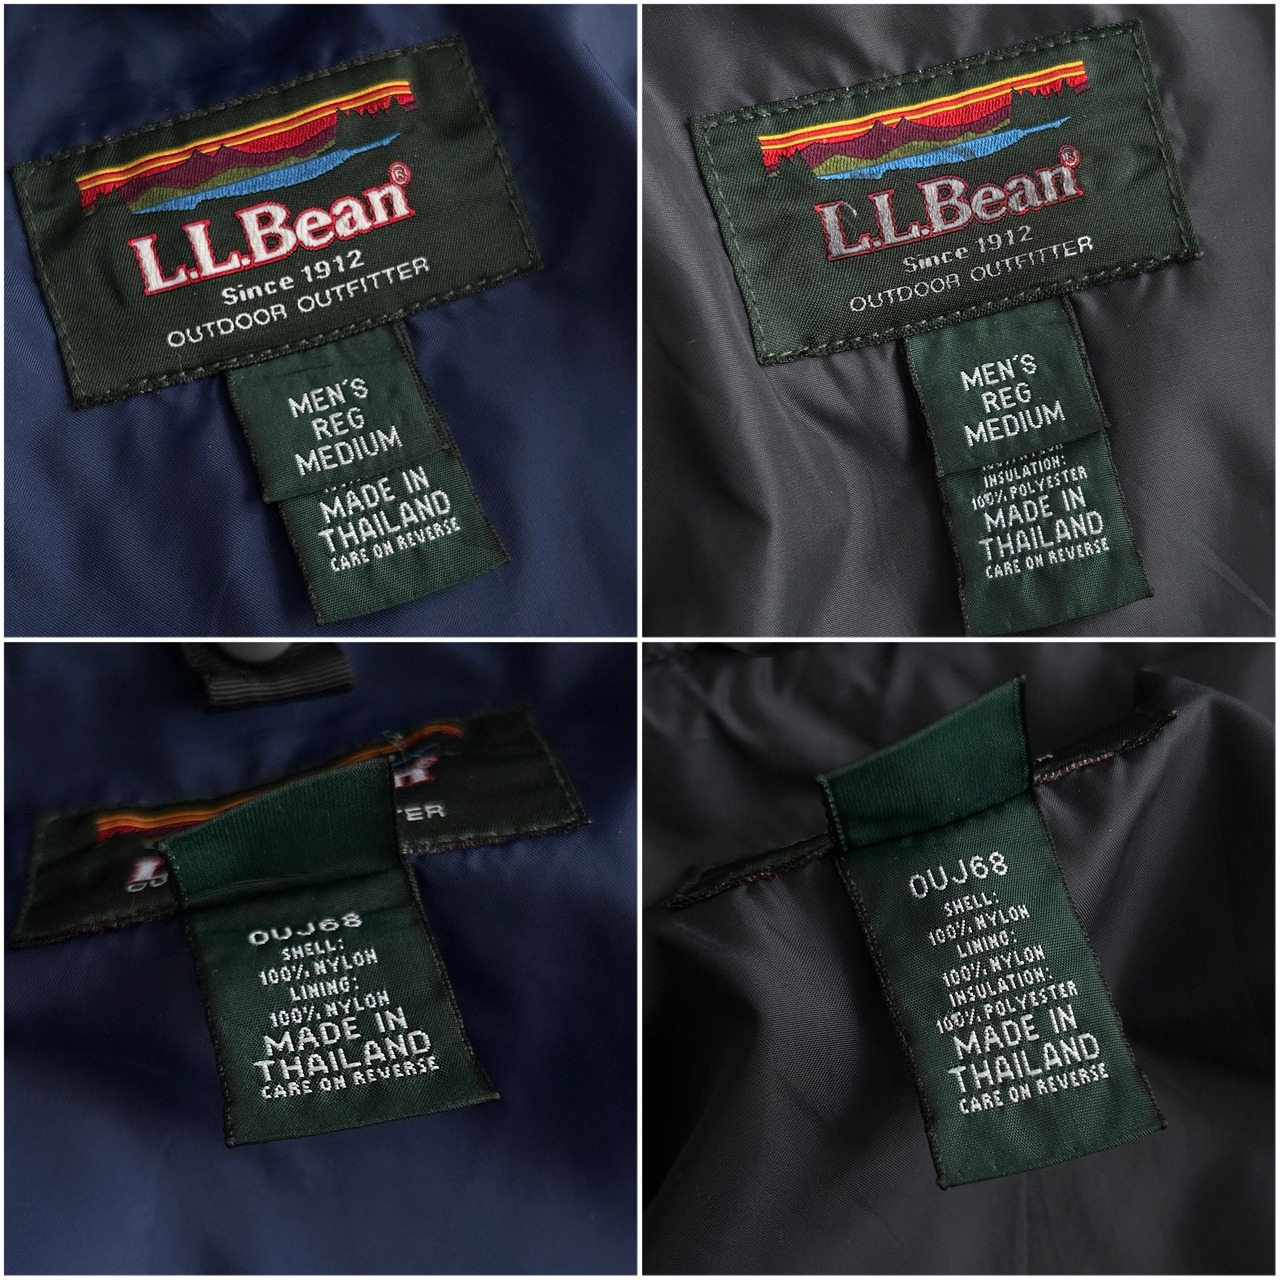 L.L.Bean®
Since 1912
OUTDOOR OUTFITTER
MEN'S
REG
MEDIUM
MADE IN
THAILAND
CARE ON REVERSE
L.L.Bean®
Since 1912
OUTDOOR OUTFITTER
MEN'S
REG
MEDIUM
INSULATION:
100% POLYESTER
MADE IN
THAILAND
CARE ON REVERSE
OUJ68
SHELL:
100% NYLON
LINING:
100% NYLON
MADE IN
THAILAND
CARE ON REVERSE
OUJ68
SHELL:
100% NYLON
LINING:
100% NYLON
INSULATION:
100% POLYESTER
MADE IN
THAILAND
CARE ON REVERSE